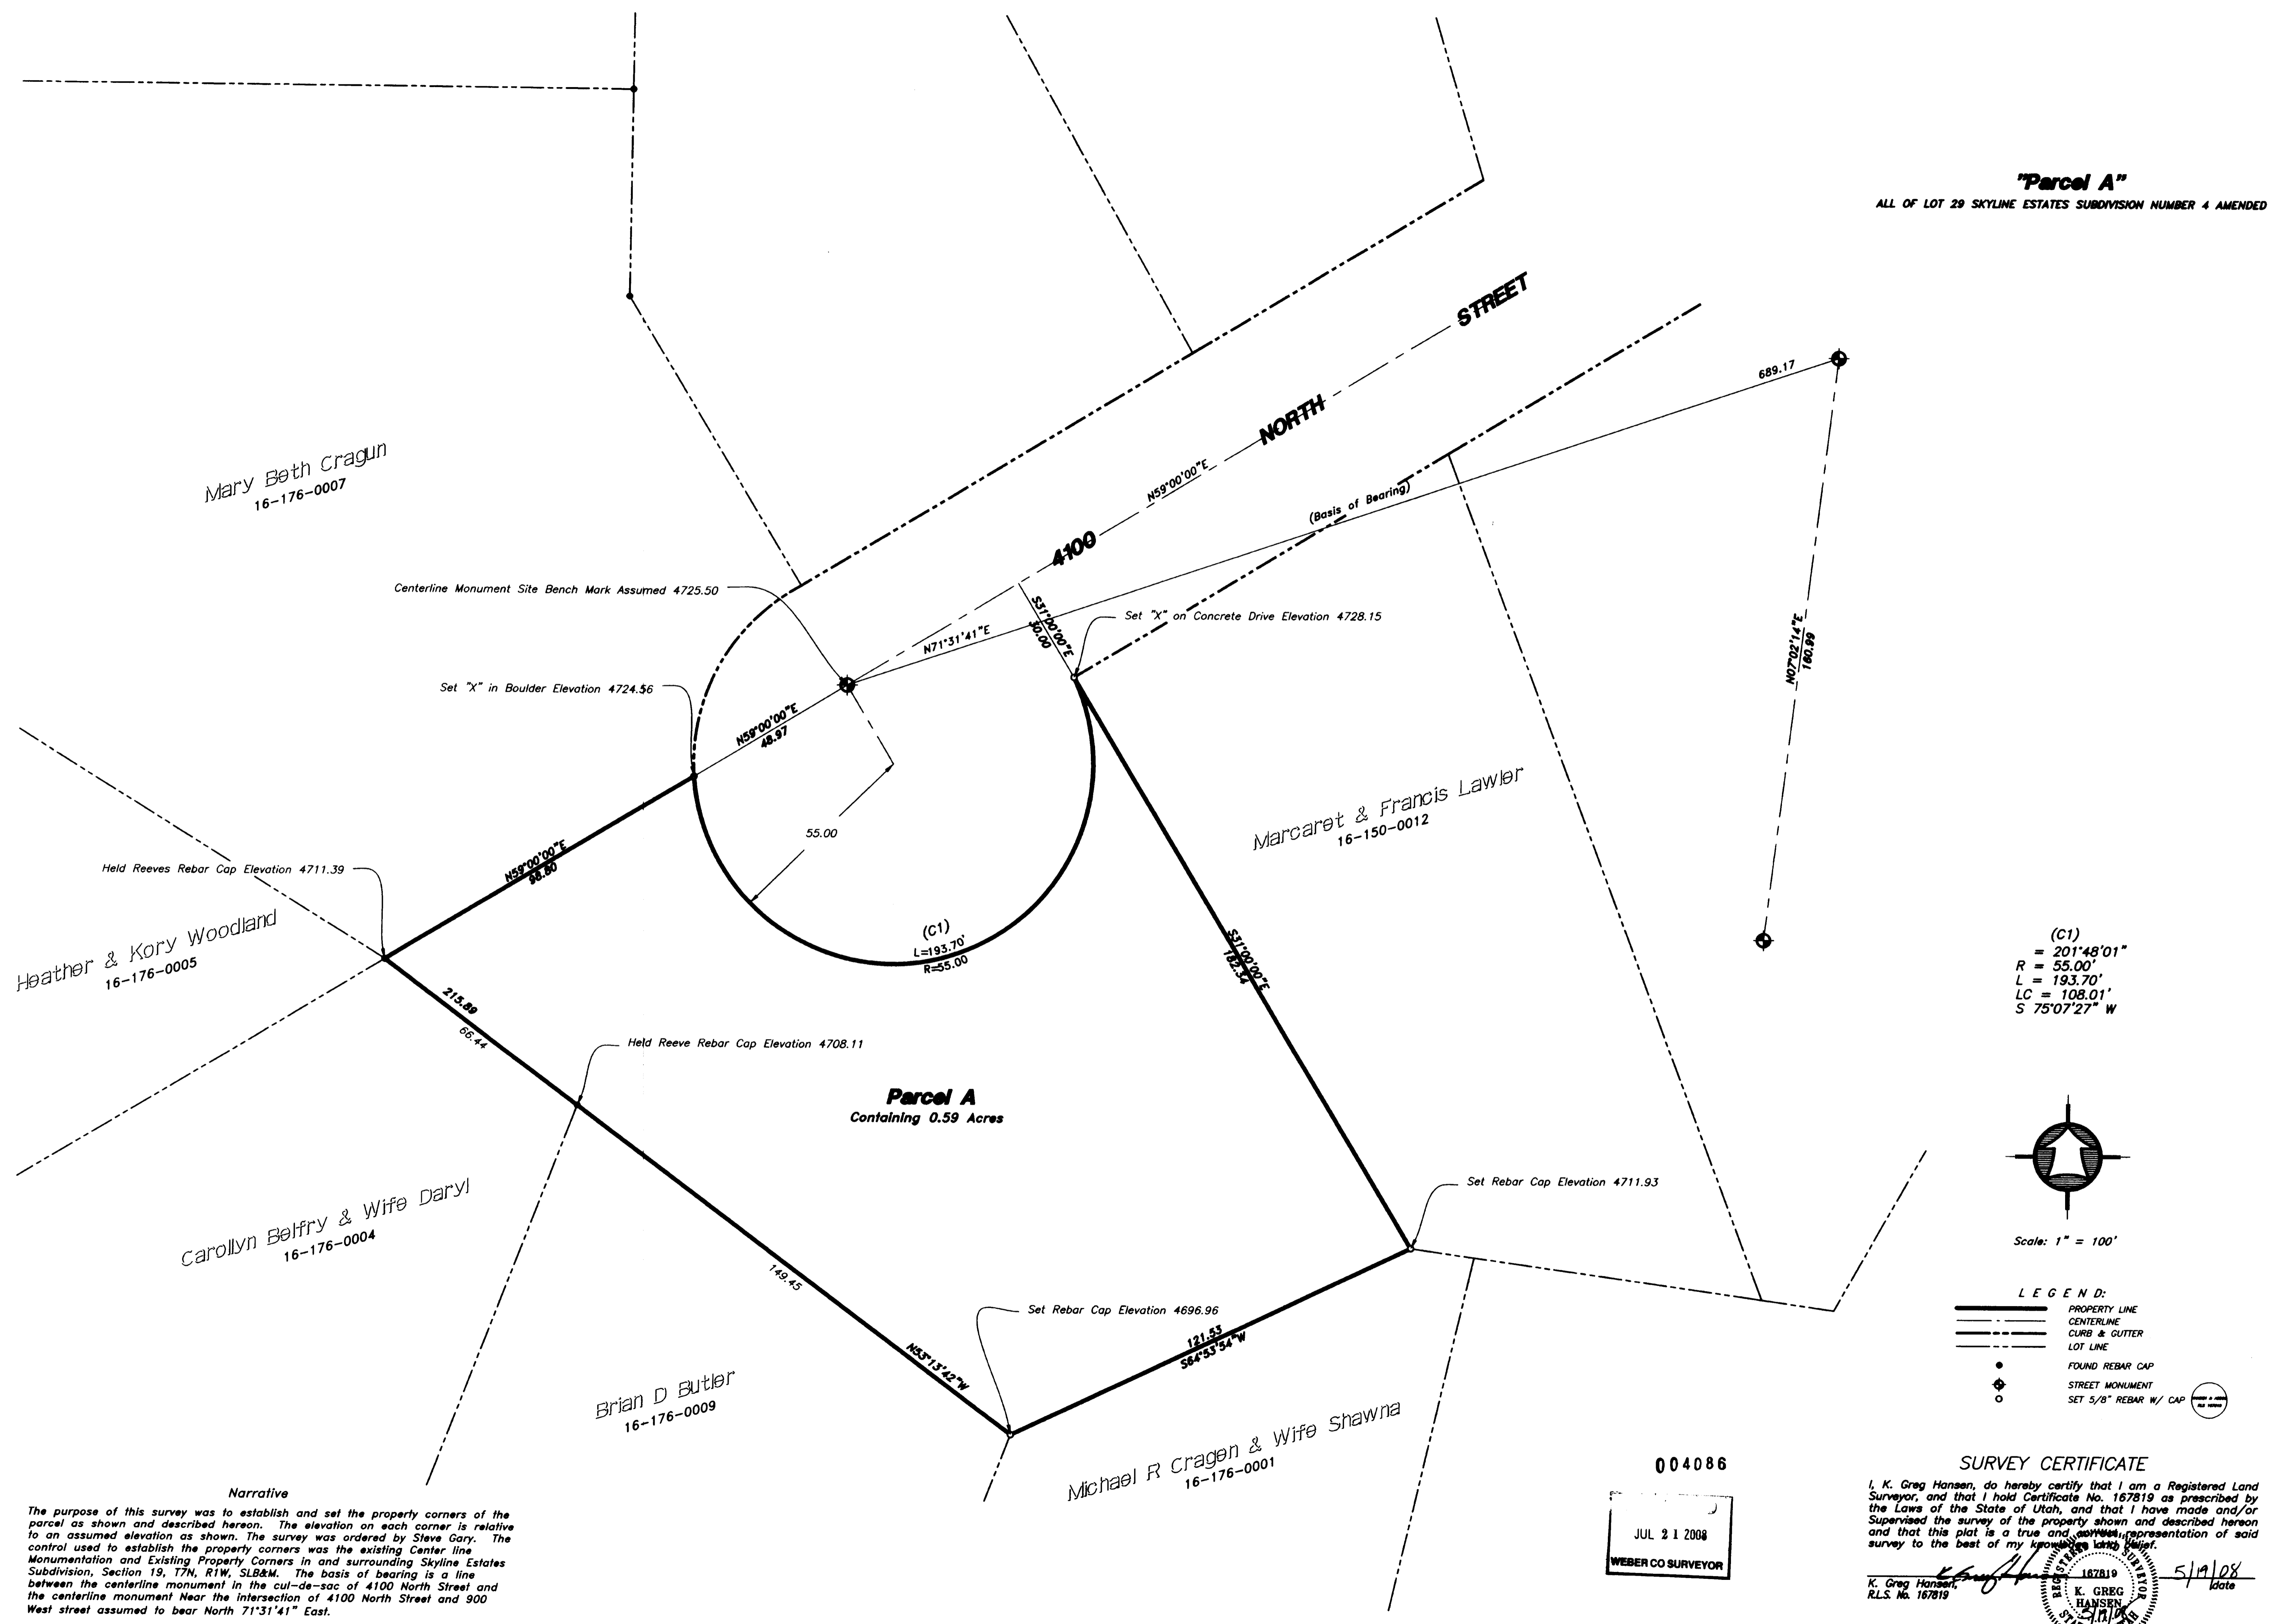 "Parcel A"
ALL OF LOT 29 SKYLINE ESTATES SUBDIVISION NUMBER 4 AMENDED
STREET
NORTH
4100
N59°00'00"E
689.17
(Basis of Bearing)
Mary Beth Cragun
16-176-0007
Centerline Monument Site Bench Mark Assumed 4725.50
S31°00'00"E
30.00
Set "X" on Concrete Drive Elevation 4728.15
N71°31'41"E
N07°02'14"E
160.99
Set "X" in Boulder Elevation 4724.56
N59°00'00"E
48.97
55.00
Marcaret & Francis Lawler
16-150-0012
Held Reeves Rebar Cap Elevation 4711.39
N59°00'00"E
98.80
Heather & Kory Woodland
16-176-0005
(C1)
L=193.70'
R=55.00
S31°00'00"E
182.34
(C1)
= 201°48'01"
R = 55.00'
L = 193.70'
LC = 108.01'
S 75°07'27" W
215.89
66.44
Held Reeve Rebar Cap Elevation 4708.11
Parcel A
Containing 0.59 Acres
Set Rebar Cap Elevation 4711.93
Scale: 1" = 100'
Carollyn Belfry & Wife Daryl
16-176-0004
149.45
Set Rebar Cap Elevation 4696.96
121.53
S64°53'54"W
N53°13'42"W
Brian D Butler
16-176-0009
Michael R Cragen & Wife Shawna
16-176-0001
L E G E N D:
PROPERTY LINE
CENTERLINE
CURB & GUTTER
LOT LINE
FOUND REBAR CAP
STREET MONUMENT
SET 5/8" REBAR W/ CAP
Narrative
The purpose of this survey was to establish and set the property corners of the
parcel as shown and described hereon. The elevation on each corner is relative
to an assumed elevation as shown. The survey was ordered by Steve Gary. The
control used to establish the property corners was the existing Center line
Monumentation and Existing Property Corners in and surrounding Skyline Estates
Subdivision, Section 19, T7N, R1W, SLB&M. The basis of bearing is a line
between the centerline monument in the cul-de-sac of 4100 North Street and
the centerline monument Near the intersection of 4100 North Street and 900
West street assumed to bear North 71°31'41" East.
004086
JUL 21 2008
WEBER CO SURVEYOR
SURVEY CERTIFICATE
I, K. Greg Hansen, do hereby certify that I am a Registered Land
Surveyor, and that I hold Certificate No. 167819 as prescribed by
the Laws of the State of Utah, and that I have made and/or
Supervised the survey of the property shown and described hereon
and that this plat is a true and correct representation of said
survey to the best of my knowledge and belief.
K. Greg Hansen,
R.L.S. No. 167819
5/19/08
date
REGISTERED LAND SURVEYOR
167819
K. GREG
HANSEN